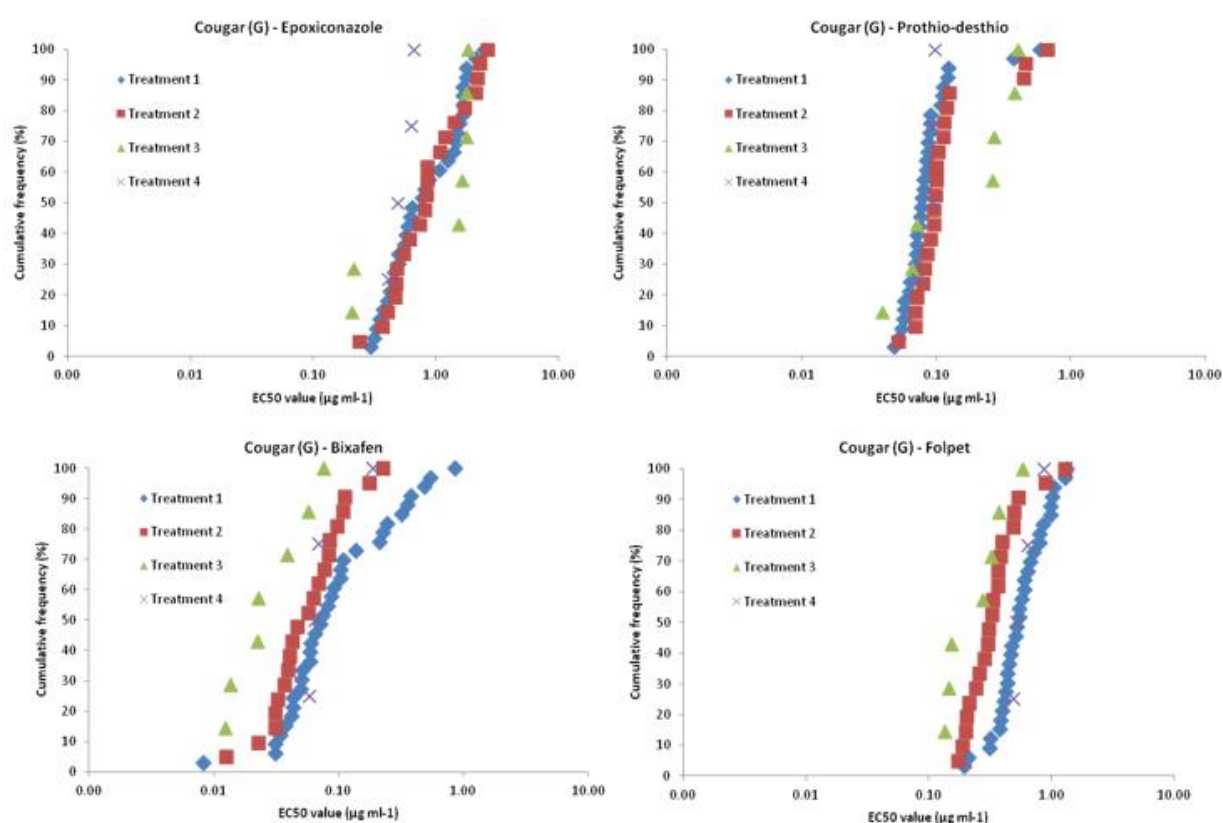 Cougar (G) - Epoxiconazole
100
90
80
70
60
50
40
30
20
10
0
Cumulative frequency (%)
Treatment 1
Treatment 2
Treatment 3
Treatment 4
0.00 0.01 0.10 1.00 10.00
EC50 value (µg ml-1)
Cougar (G) - Prothio-desthio
100
90
80
70
60
50
40
30
20
10
0
Cumulative frequency (%)
Treatment 1
Treatment 2
Treatment 3
Treatment 4
0.00 0.01 0.10 1.00 10.00
EC50 value (µg ml-1)
Cougar (G) - Bixafen
100
90
80
70
60
50
40
30
20
10
0
Cumulative frequency (%)
Treatment 1
Treatment 2
Treatment 3
Treatment 4
0.00 0.01 0.10 1.00 10.00
EC50 value (µg ml-1)
Cougar (G) - Folpet
100
90
80
70
60
50
40
30
20
10
0
Cumulative frequency (%)
Treatment 1
Treatment 2
Treatment 3
Treatment 4
0.00 0.10 1.00 10.00
EC50 value (µg ml-1)